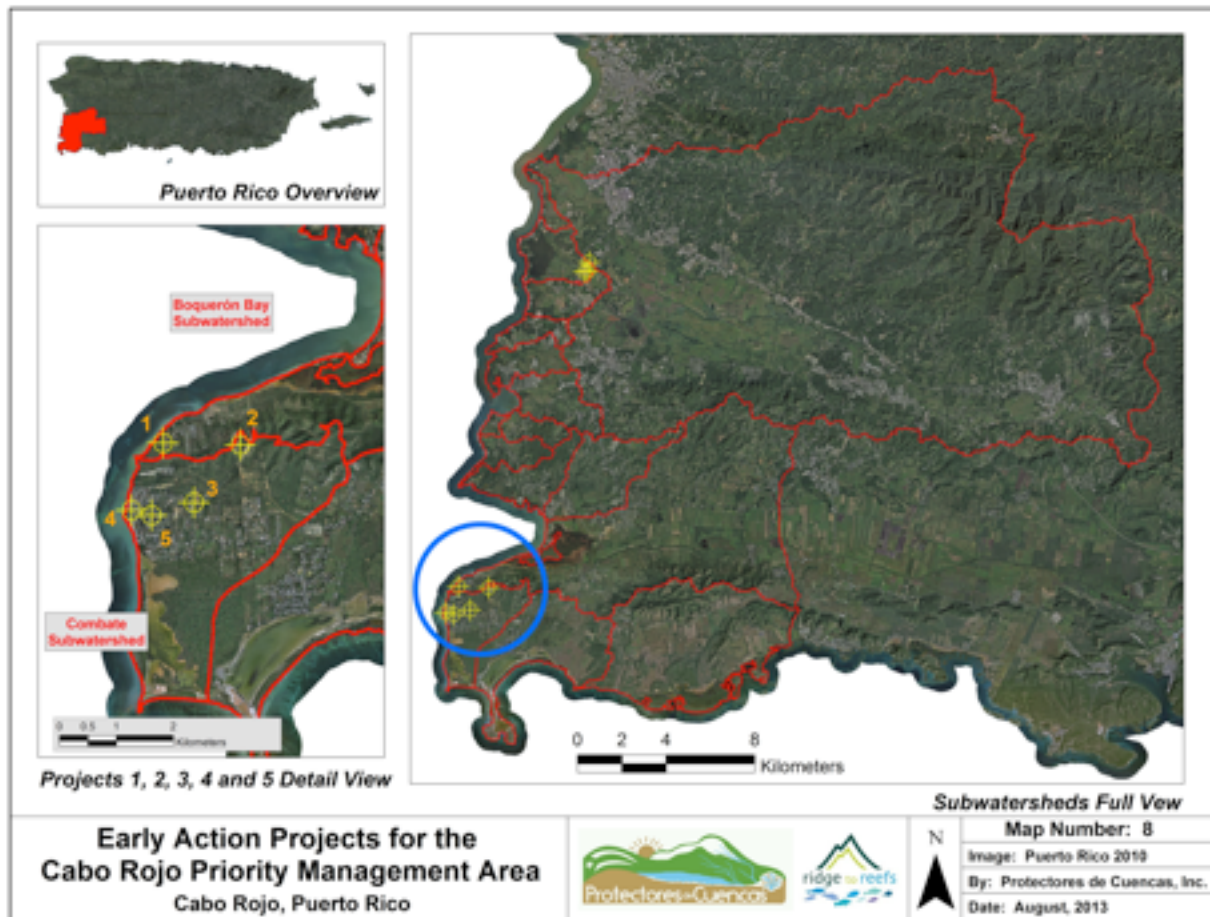 Puerto Rico Overview
Boquerón Bay
Subwatershed
1
2
3
4
5
Combate
Subwatershed
0 0.5 1 2
Kilometers
Projects 1, 2, 3, 4 and 5 Detail View
0 2 4 8
Kilometers
Subwatersheds Full Vew
Early Action Projects for the
Cabo Rojo Priority Management Area
Cabo Rojo, Puerto Rico
Protectores de Cuencas
ridge to reefs
N
Map Number: 8
Image: Puerto Rico 2010
By: Protectores de Cuencas, Inc.
Date: August, 2013